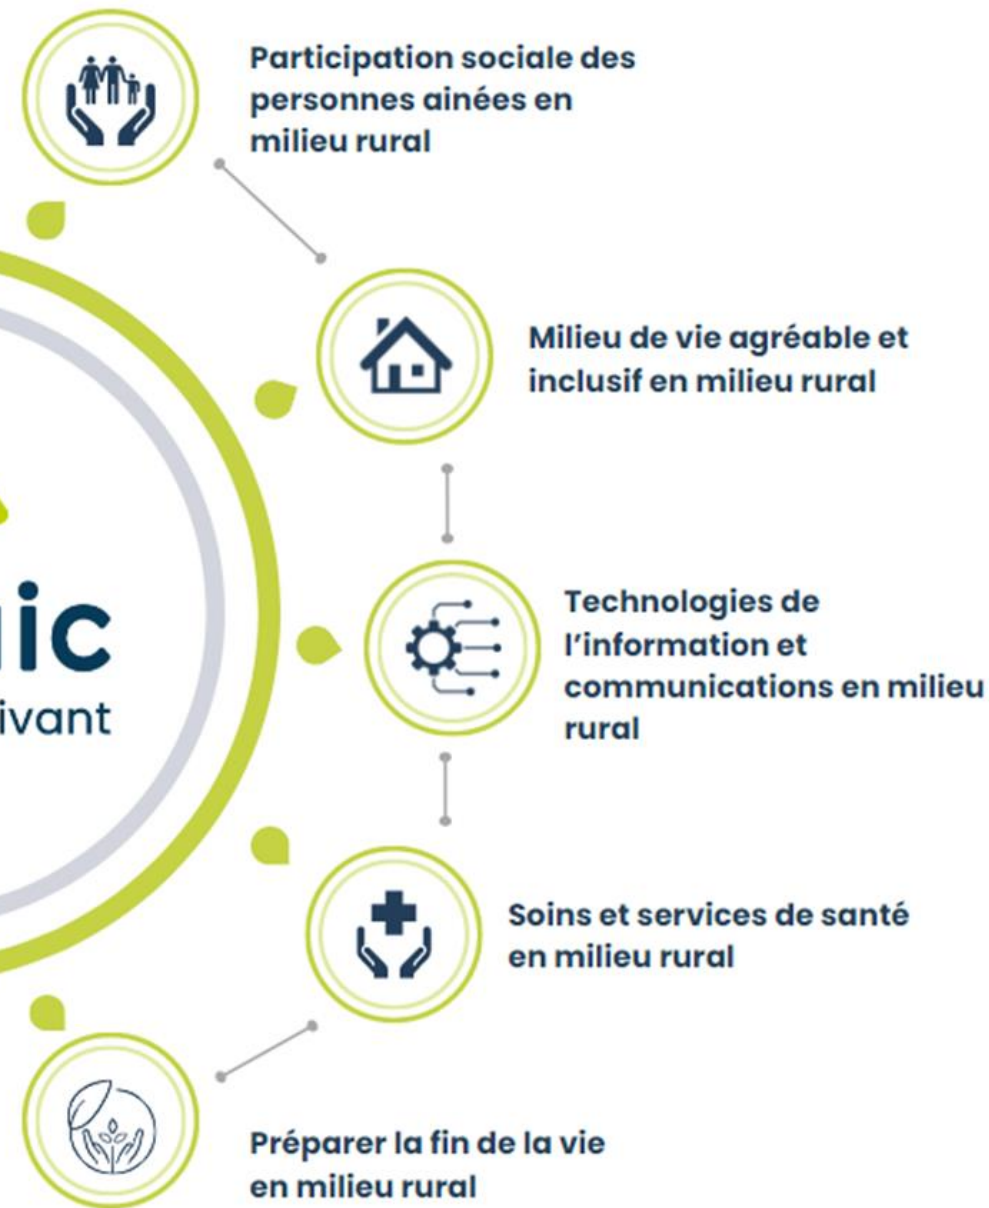 Participation sociale des
personnes ainées en
milieu rural
Milieu de vie agréable et
inclusif en milieu rural
Technologies de
l'information et
communications en milieu
rural
ic
ivant
Soins et services de santé
en milieu rural
Préparer la fin de la vie
en milieu rural